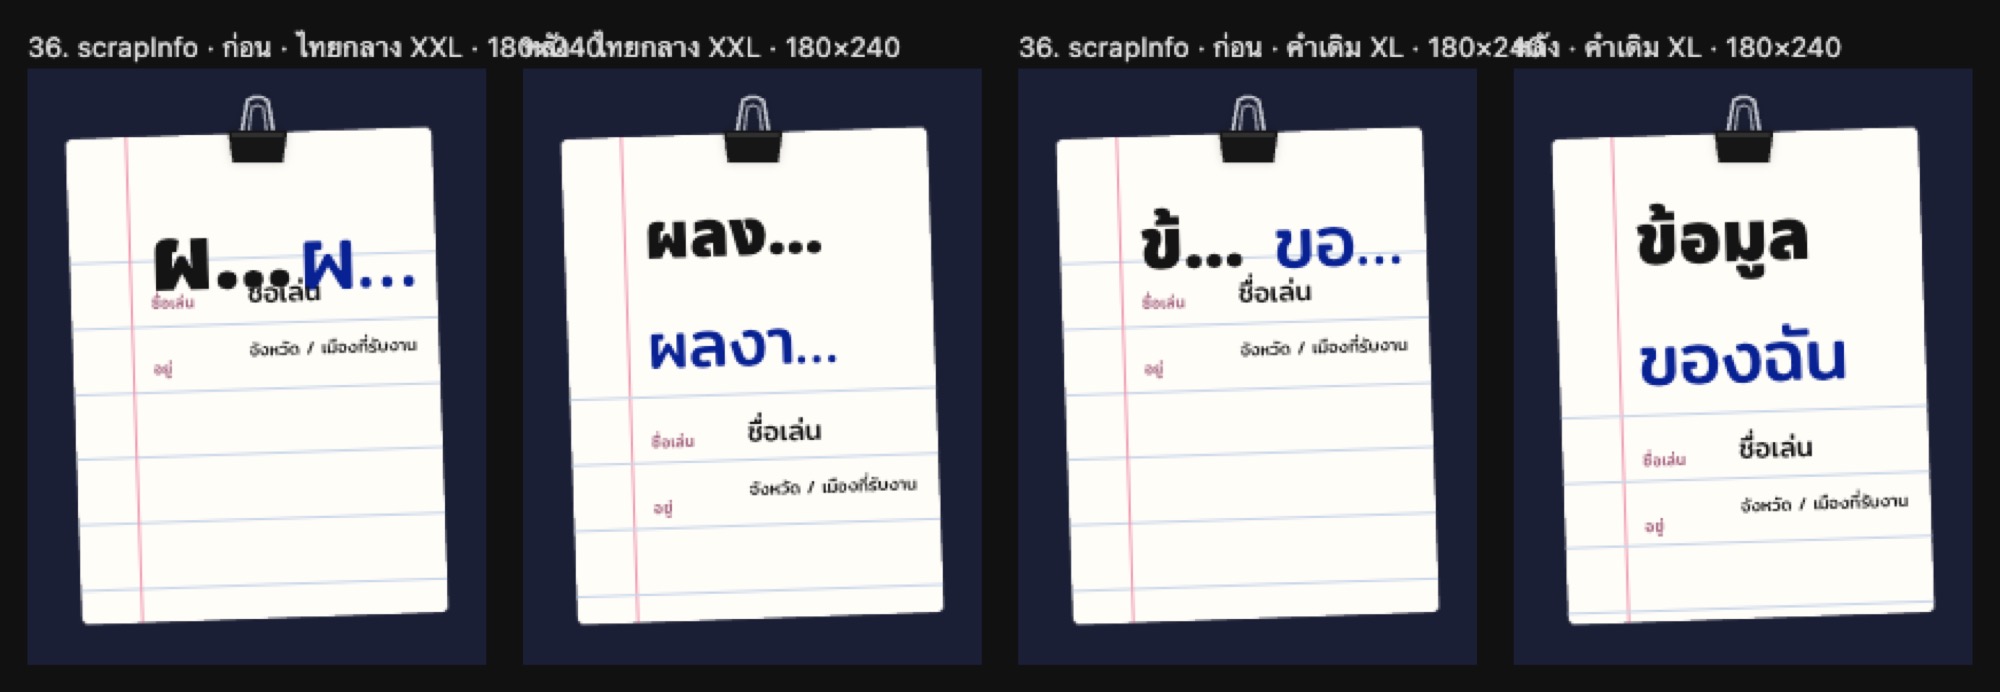 36. scrapInfo · ก่อน · ไทยกลาง XXL · 180×240
ไทยกลาง XXL · 180×240
36. scrapInfo · ก่อน · คำเดิม XL · 180×240
หลัง · คำเดิม XL · 180×240
ผ... ผ...
ชื่อเล่น ชื่อเล่น
จังหวัด / เมืองที่รับงาน
อยู่
ผลง...
ผลงา...
ชื่อเล่น ชื่อเล่น
จังหวัด / เมืองที่รับงาน
อยู่
ข้... ขอ...
ชื่อเล่น ชื่อเล่น
จังหวัด / เมืองที่รับงาน
อยู่
ข้อมูล
ของฉัน
ชื่อเล่น ชื่อเล่น
จังหวัด / เมืองที่รับงาน
อยู่